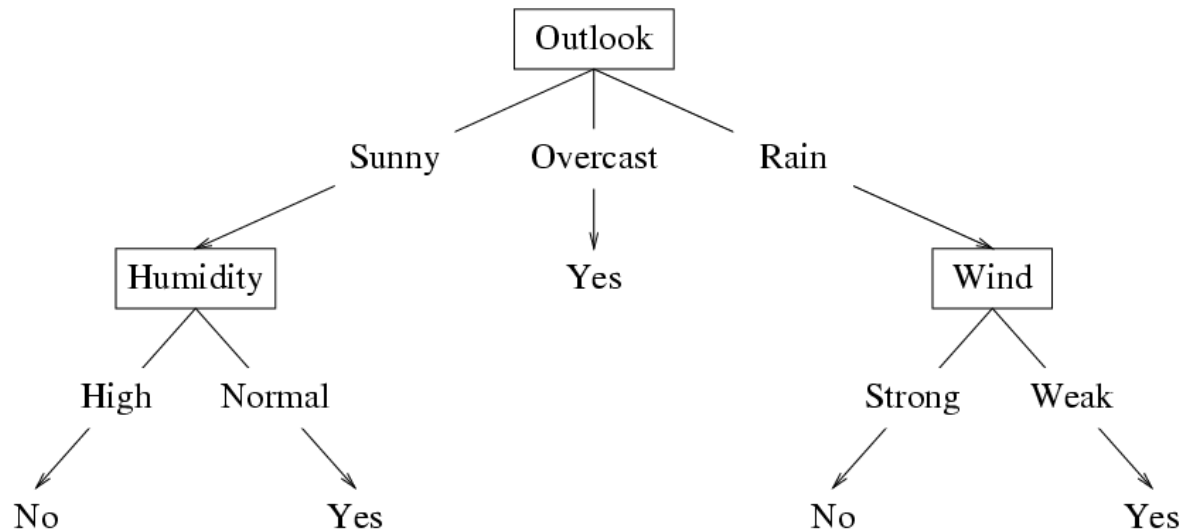 Outlook
Sunny Overcast Rain
Humidity Yes Wind
High Normal Strong Weak
No Yes No Yes